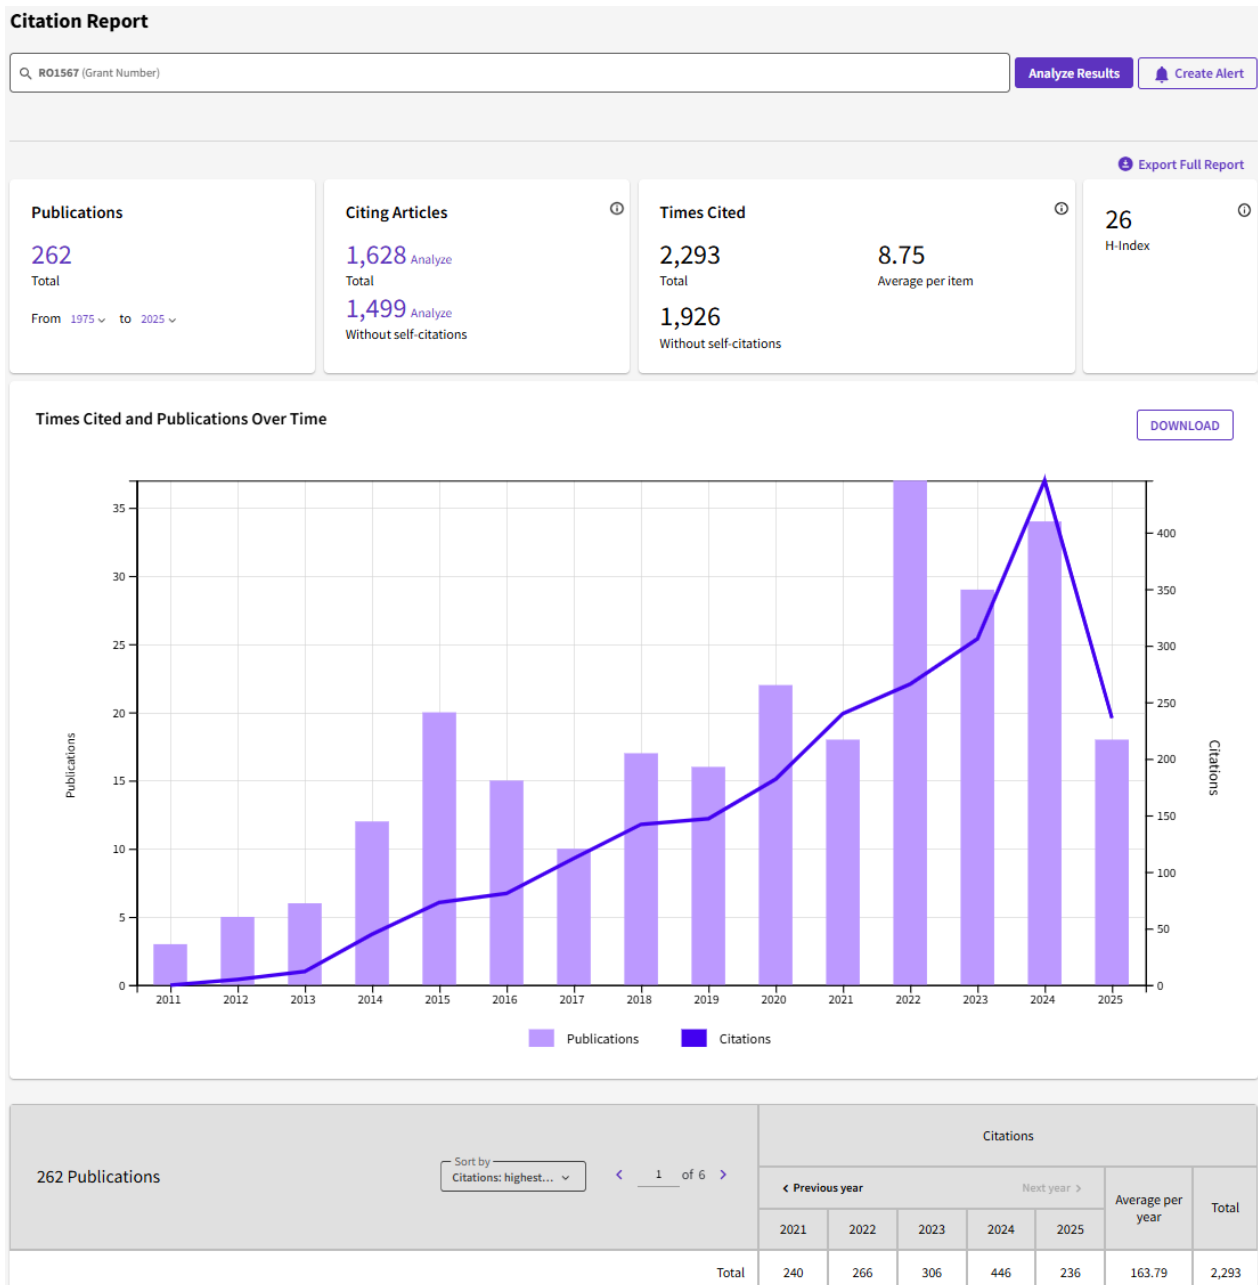 Citation Report
RO1567 (Grant Number)
Analyze Results
Create Alert
Export Full Report
Publications
262
Total
From 1975 to 2025
Citing Articles
1,628 Analyze
Total
1,499 Analyze
Without self-citations
Times Cited
2,293
Total
1,926
Without self-citations
8.75
Average per item
26
H-Index
Times Cited and Publications Over Time
DOWNLOAD
35
30
25
20
15
10
5
0
Publications
400
350
300
250
200
150
100
50
0
Citations
2011 2012 2013 2014 2015 2016 2017 2018 2019 2020 2021 2022 2023 2024 2025
Publications Citations
262 Publications
Sort by
Citations: highest...
1 of 6
Citations
Previous year Next year
Average per year
Total
2021 2022 2023 2024 2025
Total 240 266 306 446 236 163.79 2,293